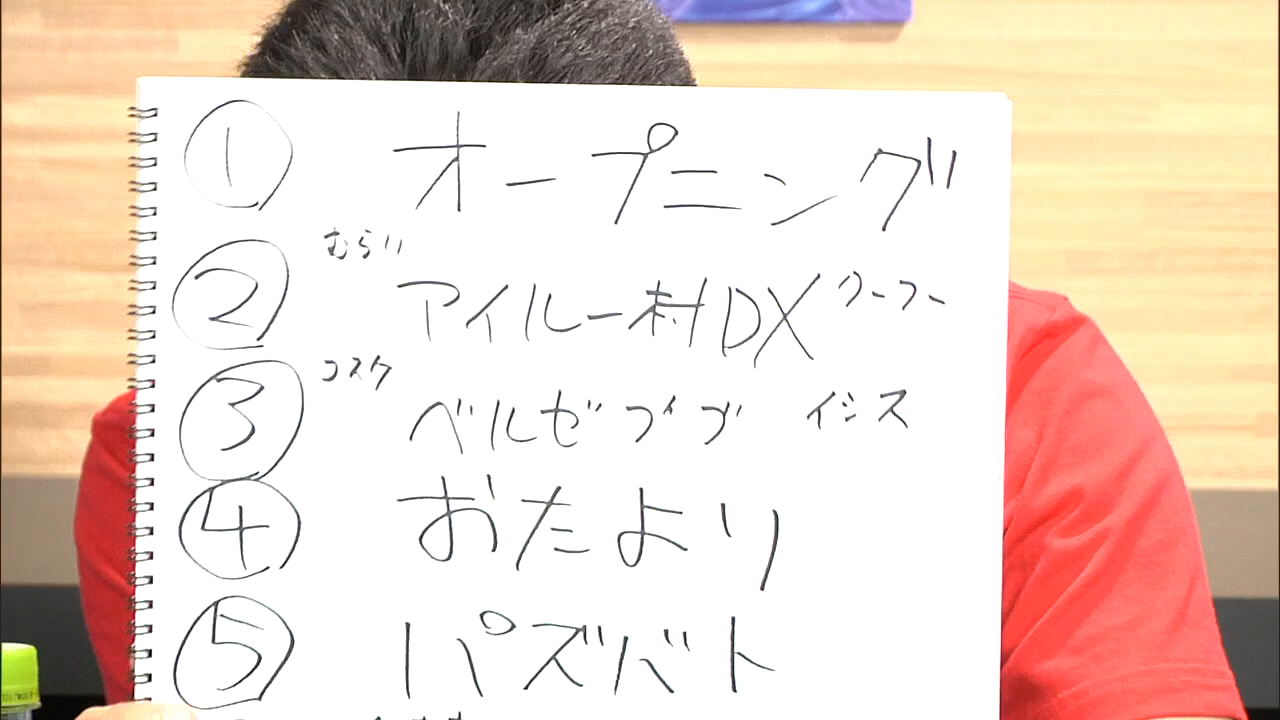 ① オープニング
むらい
② アイルー村DX クーフー
コスケ
③ ベルゼブブ イシス
④ おたより
⑤ パズバト